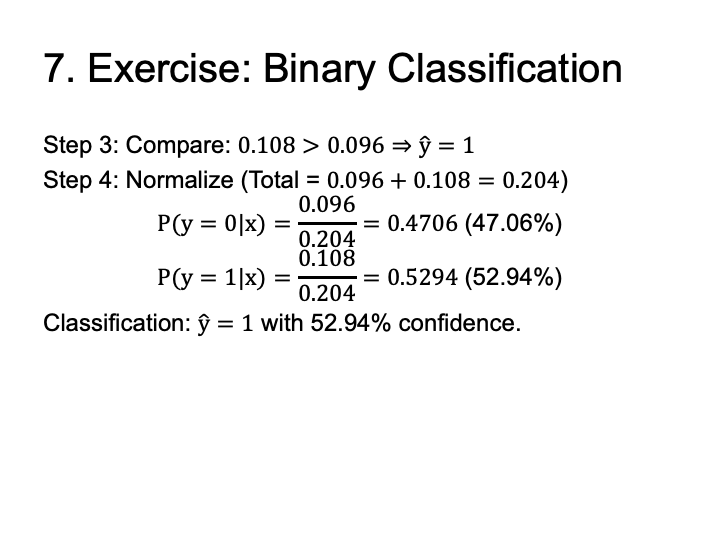 7. Exercise: Binary Classification
Step 3: Compare: 0.108 > 0.096 ⇒ ŷ = 1
Step 4: Normalize (Total = 0.096 + 0.108 = 0.204)
P(y = 0|x) = 0.096/0.204 = 0.4706 (47.06%)
P(y = 1|x) = 0.108/0.204 = 0.5294 (52.94%)
Classification: ŷ = 1 with 52.94% confidence.